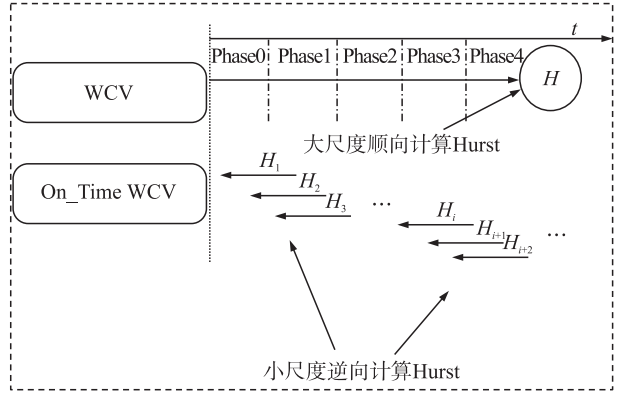 t
Phase0 Phase1 Phase2 Phase3 Phase4
WCV
H
大尺度顺向计算Hurst
On_Time WCV
H1
H2
H3 … Hi
Hi+1 …
Hi+2
小尺度逆向计算Hurst